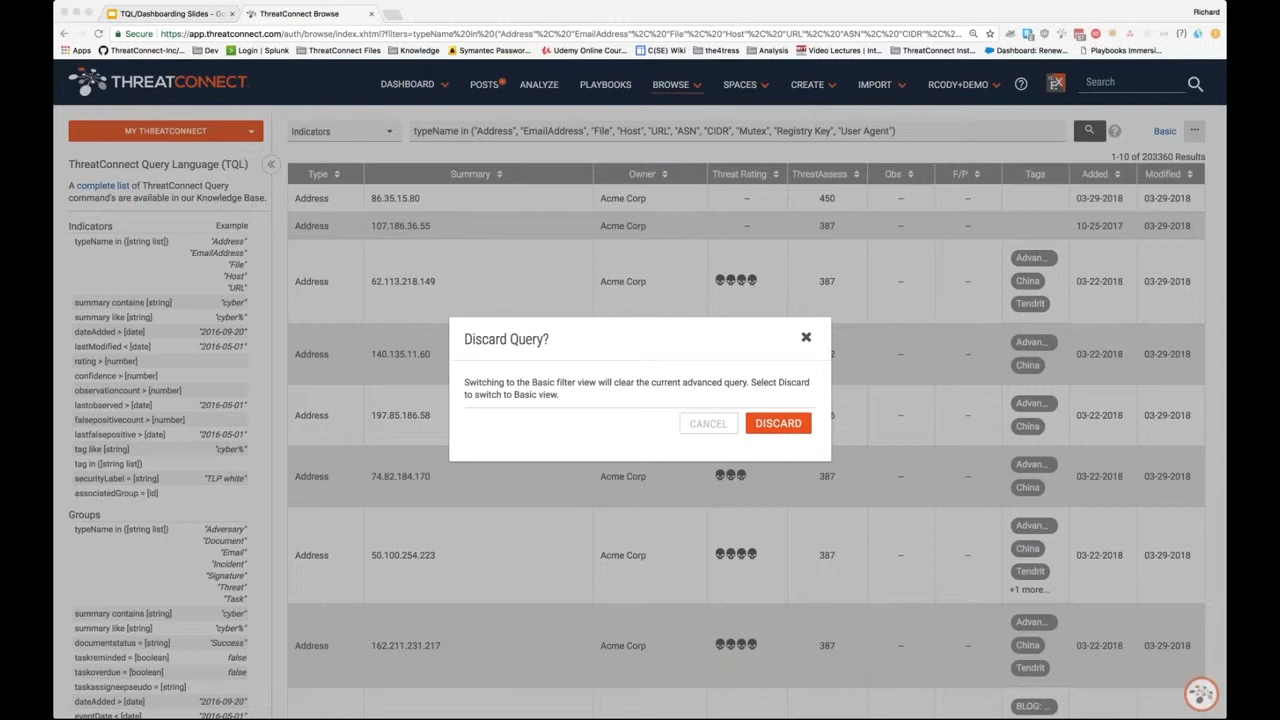 TQL/Dashboarding Slides - Go
ThreatConnect Browse
Richard
Secure
https://app.threatconnect.com/auth/browse/index.xhtml?filters=typeName%20in%20("Address"%2C%20"EmailAddress"%2C%20"File"%2C%20"Host"%2C%20"URL"%2C%20"ASN"%2C%20"CIDR"%2C%20"Mutex"%2C%2...
Apps ThreatConnect-Inc/... Dev Login | Splunk ThreatConnect Files Knowledge Symantec Passwor... Udemy Online Cour... C(SE) Wiki the4tress Analysis Video Lectures | Int... ThreatConnect Inst... Dashboard: Renew... Playbooks Immersi...
THREATCONNECT
DASHBOARD POSTS ANALYZE PLAYBOOKS BROWSE SPACES CREATE IMPORT RCODY+DEMO Search
MY THREATCONNECT
Indicators
typeName in ("Address", "EmailAddress", "File", "Host", "URL", "ASN", "CIDR", "Mutex", "Registry Key", "User Agent")
Basic
1-10 of 203360 Results
ThreatConnect Query Language (TQL)
A complete list of ThreatConnect Query
command's are available in our Knowledge Base.
Indicators Example
typeName in ([string list]) "Address"
"EmailAddress"
"File"
"Host"
"URL"
summary contains [string] "cyber"
summary like [string] "cyber%"
dateAdded > [date] "2016-09-20"
lastModified < [date] "2016-05-01"
rating > [number]
confidence > [number]
observationcount > [number]
lastobserved > [date] "2016-05-01"
falsepositivecount > [number]
lastfalsepositive > [date] "2016-05-01"
tag like [string] "cyber%"
tag in ([string list])
securityLabel = [string] "TLP white"
associatedGroup = [id]
Groups
typeName in ([string list]) "Adversary"
"Document"
"Email"
"Incident"
"Signature"
"Threat"
"Task"
summary contains [string] "cyber"
summary like [string] "cyber%"
documentstatus = [string] "Success"
taskreminded = [boolean] false
taskoverdue = [boolean] false
taskassigneepseudo = [string]
dateAdded > [date] "2016-09-20"
eventDate < [date] "2016-05-01"
Type Summary Owner Threat Rating ThreatAssess Obs F/P Tags Added Modified
Address 86.35.15.80 Acme Corp -- 450 -- -- 03-29-2018 03-29-2018
Address 107.186.36.55 Acme Corp -- 387 -- -- 10-25-2017 03-29-2018
Advan...
Address 62.113.218.149 Acme Corp 387 -- -- China 03-22-2018 03-29-2018
Tendrit
Advan...
Address 140.135.11.60 03-22-2018 03-29-2018
China
Advan...
Address 197.85.186.58 03-22-2018 03-29-2018
China
Advan...
Address 74.82.184.170 Acme Corp 387 -- -- 03-22-2018 03-29-2018
China
Advan...
Address 50.100.254.223 Acme Corp 387 -- -- China 03-22-2018 03-29-2018
Tendrit
+1 more...
Advan...
Address 162.211.231.217 Acme Corp 387 -- -- China 03-22-2018 03-29-2018
Tendrit
BLOG: ...
Discard Query?
Switching to the Basic filter view will clear the current advanced query. Select Discard
to switch to Basic view.
CANCEL DISCARD